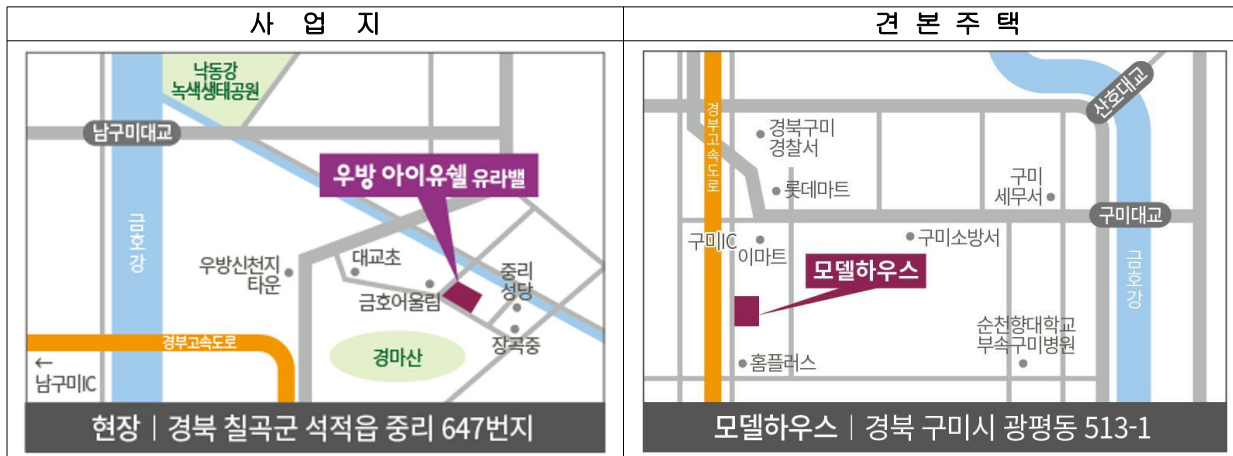 사 업 지
낙동강
녹색생태공원
남구미대교
우방 아이유쉘 유라밸
금호강
우방신천지
타운
대교초
금호어울림
중리
성당
장곡중
경부고속도로
경마산
←
남구미IC
현장 | 경북 칠곡군 석적읍 중리 647번지
견 본 주 택
산호대교
경부고속도로
경북구미
경찰서
롯데마트
구미
세무서
구미대교
구미IC
이마트
구미소방서
모델하우스
금호강
순천향대학교
부속구미병원
홈플러스
모델하우스 | 경북 구미시 광평동 513-1